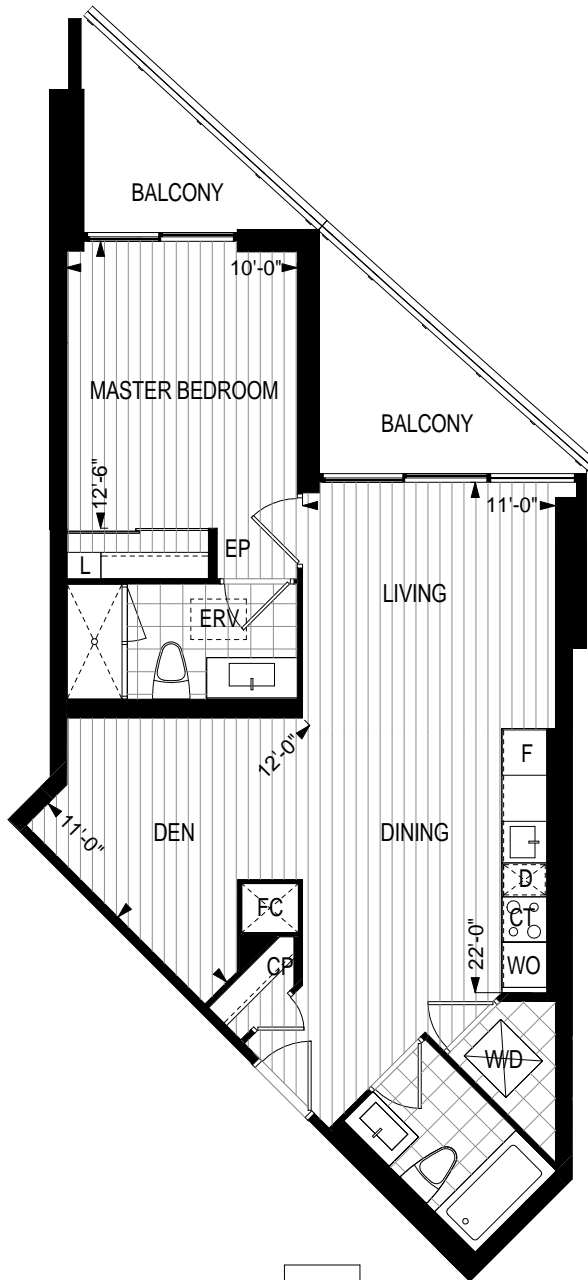 BALCONY
10'-0"
MASTER BEDROOM
BALCONY
12'-6"
11'-0"
EP
L
LIVING
ERV
12'-0"
F
11'-0"
DEN
DINING
D
FC
CT
22'-0"
CP
WO
W/D